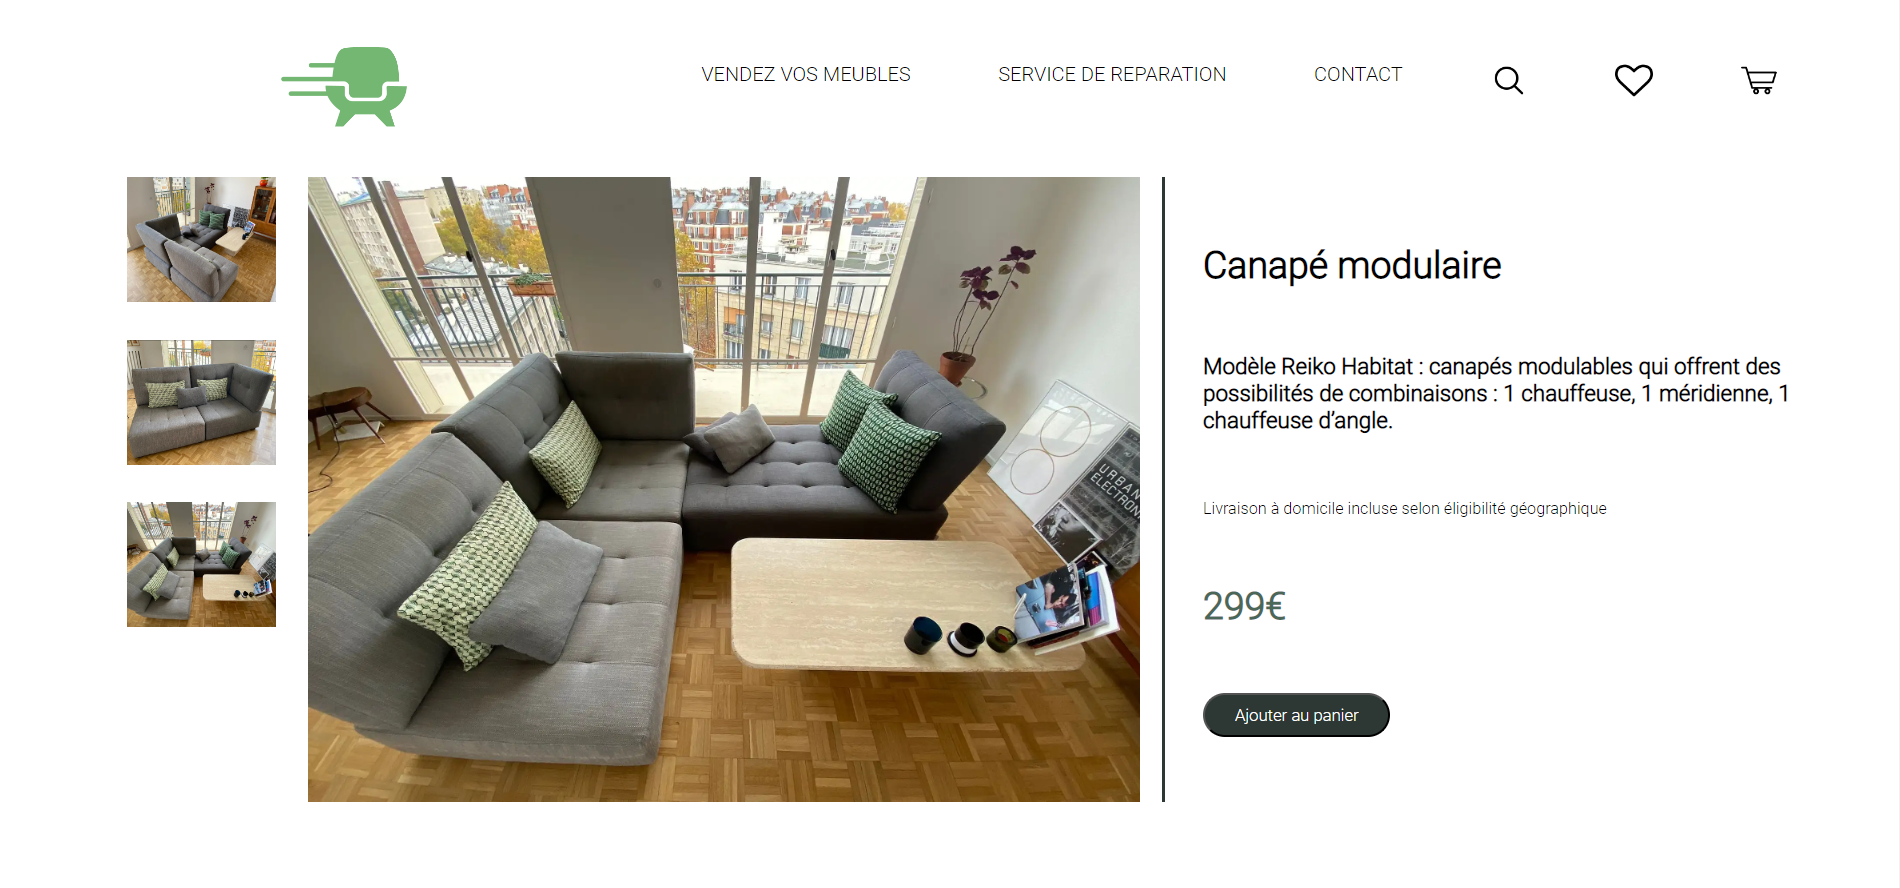 VENDEZ VOS MEUBLES
SERVICE DE REPARATION
CONTACT
URBAN
ELECTRON
Canapé modulaire
Modèle Reiko Habitat : canapés modulables qui offrent des
possibilités de combinaisons : 1 chauffeuse, 1 méridienne, 1
chauffeuse d’angle.
Livraison à domicile incluse selon éligibilité géographique
299€
Ajouter au panier